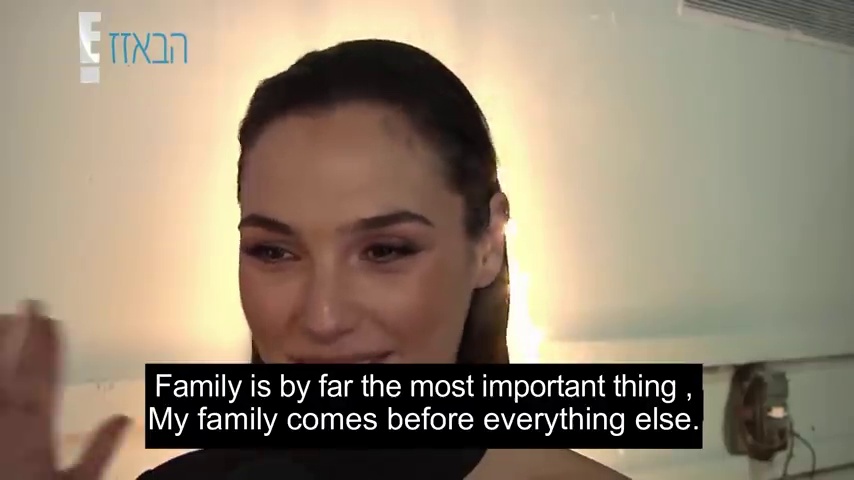 E!
הבאזז
Family is by far the most important thing ,
My family comes before everything else.